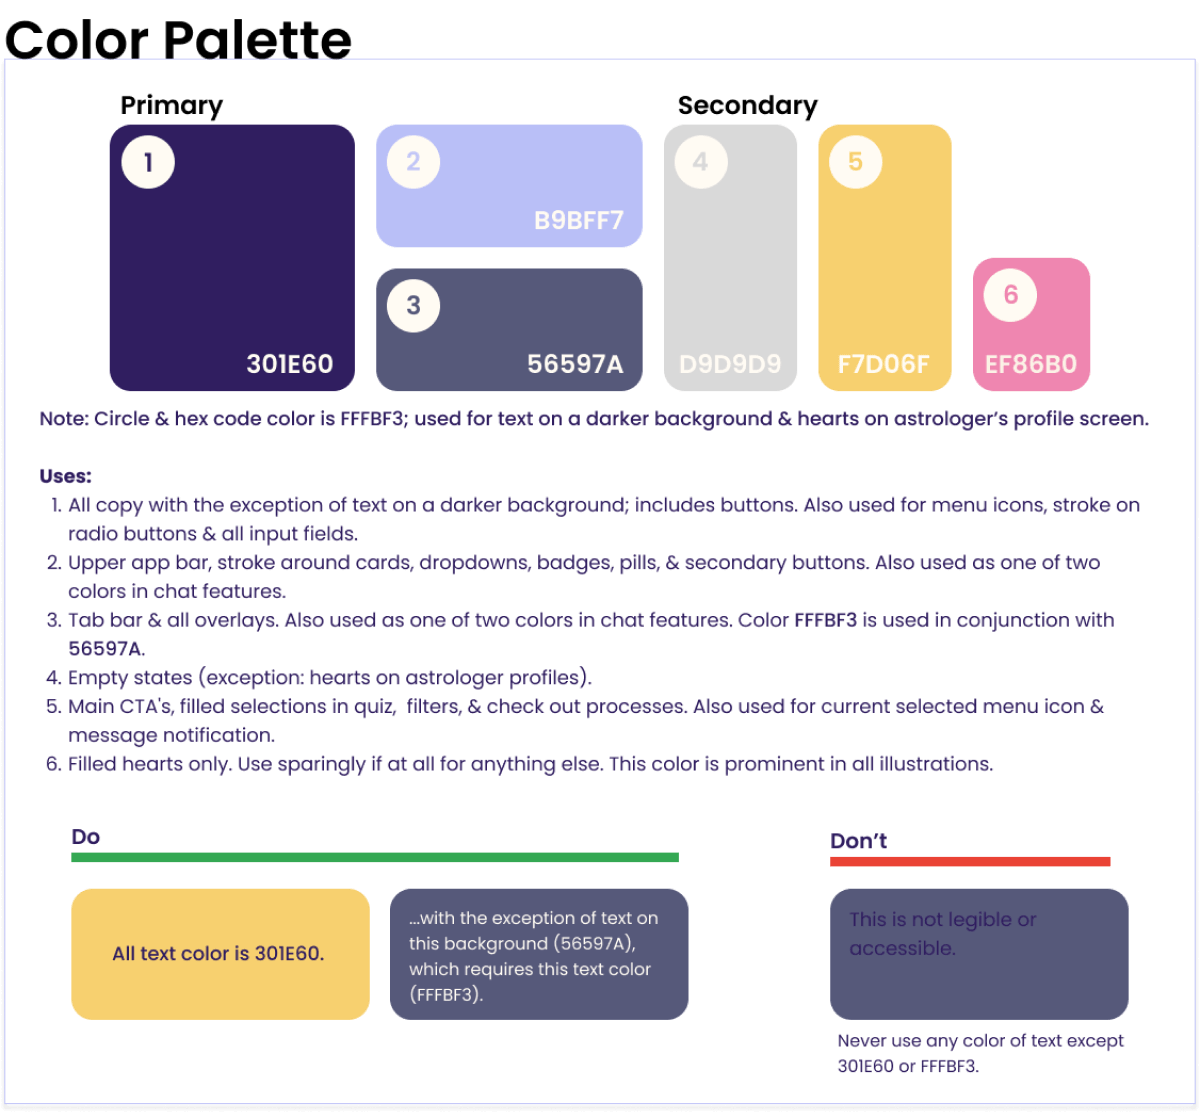 Color Palette
Primary
Secondary
1
2
4
5
B9BFF7
3
6
301E60
56597A
D9D9D9
F7D06F
EF86B0
Note: Circle & hex code color is FFFBF3; used for text on a darker background & hearts on astrologer’s profile screen.
Uses:
1. All copy with the exception of text on a darker background; includes buttons. Also used for menu icons, stroke on
radio buttons & all input fields.
2. Upper app bar, stroke around cards, dropdowns, badges, pills, & secondary buttons. Also used as one of two
colors in chat features.
3. Tab bar & all overlays. Also used as one of two colors in chat features. Color FFFBF3 is used in conjunction with
56597A.
4. Empty states (exception: hearts on astrologer profiles).
5. Main CTA's, filled selections in quiz,  filters, & check out processes. Also used for current selected menu icon &
message notification.
6. Filled hearts only. Use sparingly if at all for anything else. This color is prominent in all illustrations.
Do
All text color is 301E60.
...with the exception of text on
this background (56597A),
which requires this text color
(FFFBF3).
Don’t
This is not legible or
accessible.
Never use any color of text except
301E60 or FFFBF3.